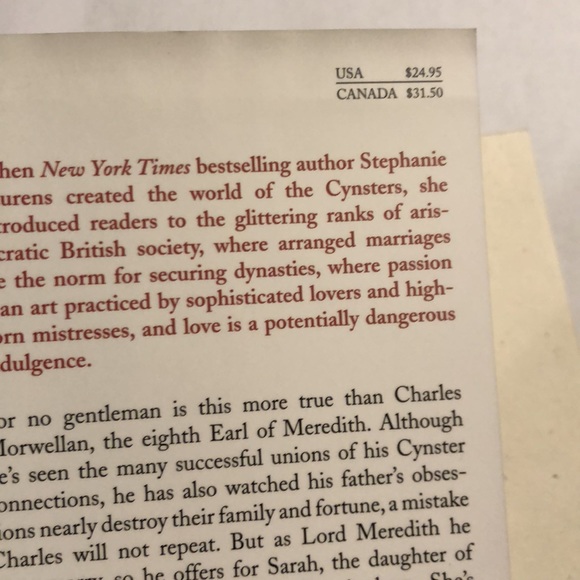 USA $24.95
CANADA $31.50
hen New York Times bestselling author Stephanie
urens created the world of the Cynsters, she
troduced readers to the glittering ranks of aris-
cratic British society, where arranged marriages
e the norm for securing dynasties, where passion
an art practiced by sophisticated lovers and high-
orn mistresses, and love is a potentially dangerous
dulgence.
or no gentleman is this more true than Charles
Morwellan, the eighth Earl of Meredith. Although
e's seen the many successful unions of his Cynster
onnections, he has also watched his father's obses-
ions nearly destroy their family and fortune, a mistake
Charles will not repeat. But as Lord Meredith he
so he offers for Sarah, the daughter of
She's